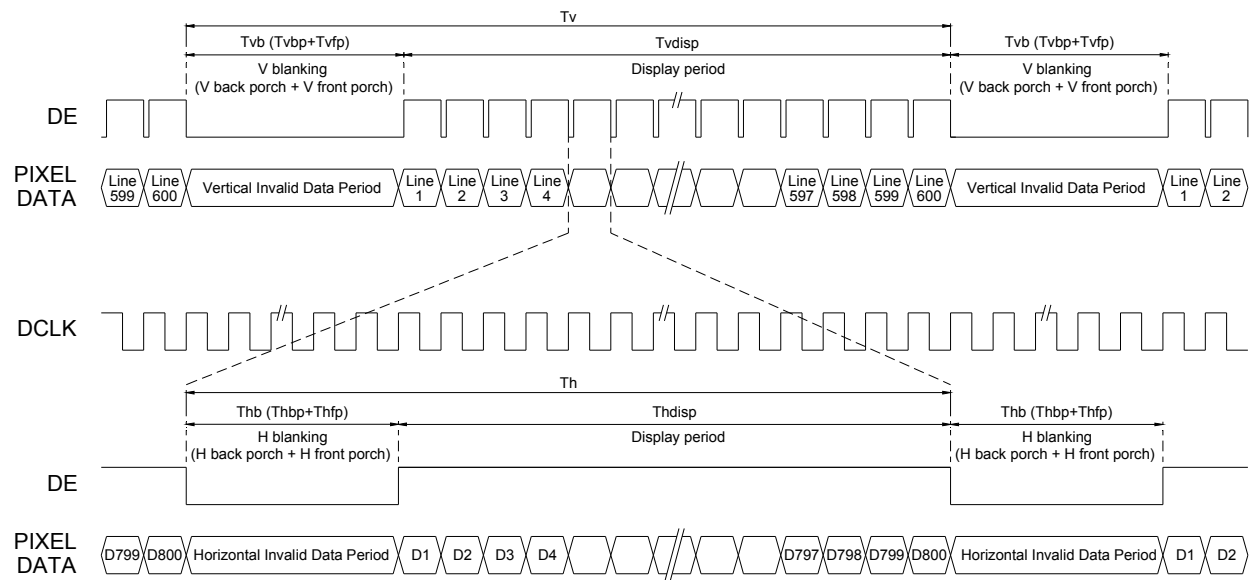 Tv
Tvb (Tvbp+Tvfp) Tvdisp Tvb (Tvbp+Tvfp)
V blanking Display period V blanking
(V back porch + V front porch) (V back porch + V front porch)
DE
PIXEL DATA
Line 599 Line 600 Vertical Invalid Data Period Line 1 Line 2 Line 3 Line 4 Line 597 Line 598 Line 599 Line 600 Vertical Invalid Data Period Line 1 Line 2
DCLK
Th
Thb (Thbp+Thfp) Thdisp Thb (Thbp+Thfp)
H blanking Display period H blanking
(H back porch + H front porch) (H back porch + H front porch)
DE
PIXEL DATA
D799 D800 Horizontal Invalid Data Period D1 D2 D3 D4 D797 D798 D799 D800 Horizontal Invalid Data Period D1 D2